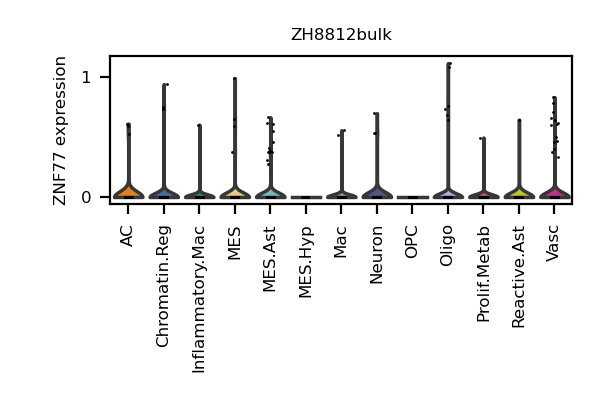 ZH8812bulk
ZNF77 expression
1
0
AC
Chromatin.Reg
Inflammatory.Mac
MES
MES.Ast
MES.Hyp
Mac
Neuron
OPC
Oligo
Prolif.Metab
Reactive.Ast
Vasc